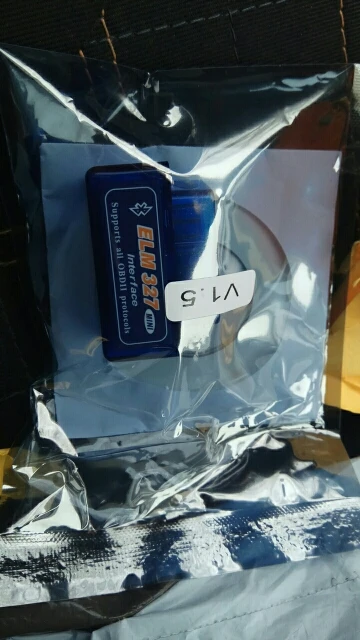 ELM 327 MINI
Interface
Supports all OBDII protocols
V1.5